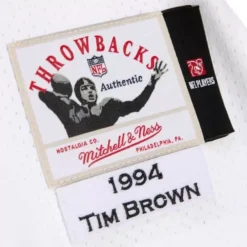 THROWBACKS
NFL
Authentic
NFL PLAYERS
NOSTALGIA CO.
PHILADELPHIA, PA.
Mitchell & Ness
1994
TIM BROWN